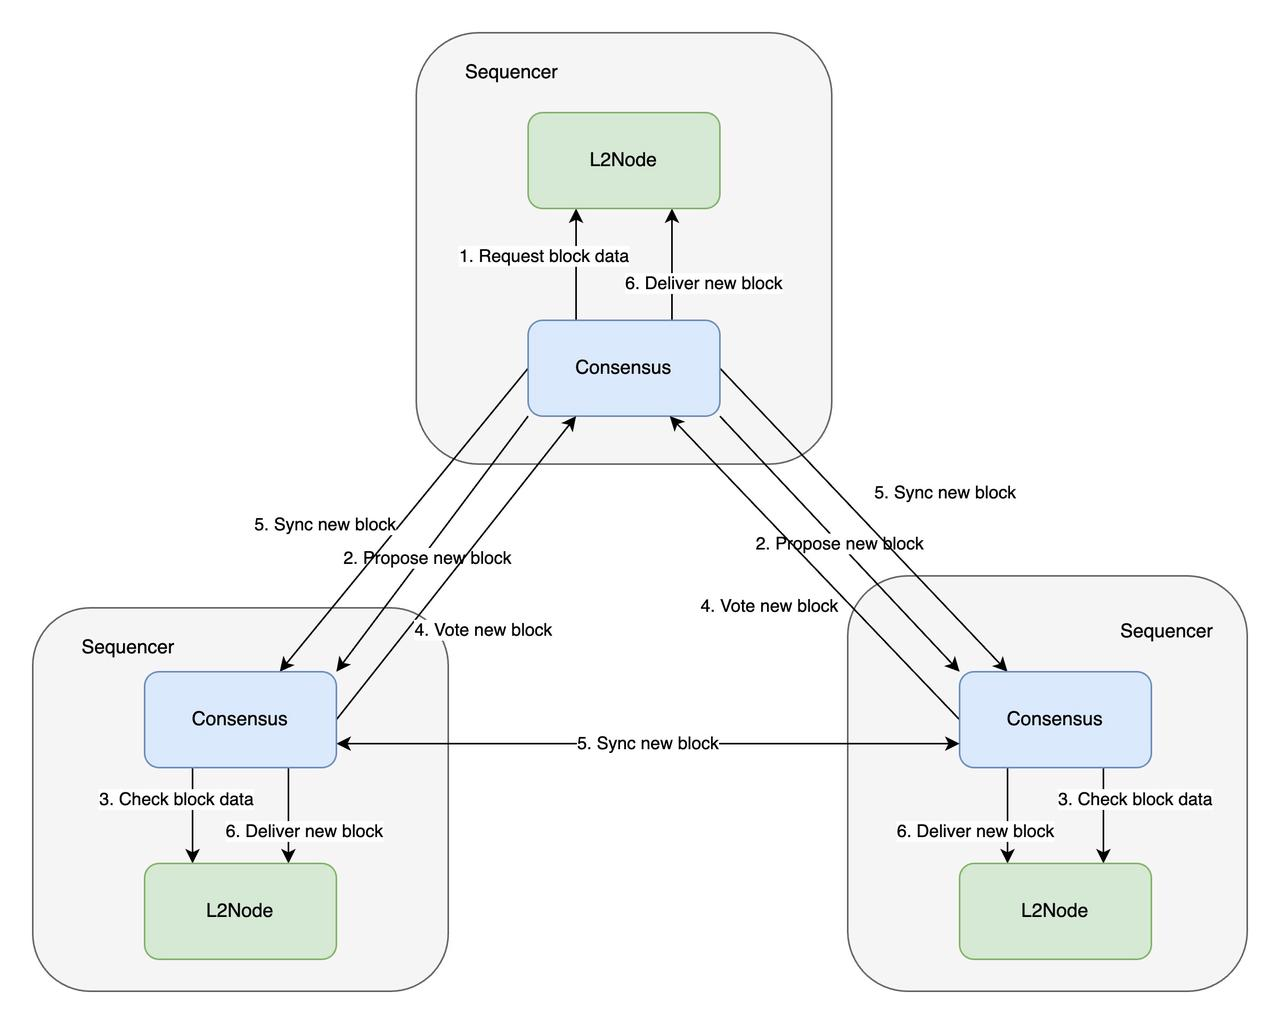 Sequencer
L2Node
1. Request block data
6. Deliver new block
Consensus
5. Sync new block
5. Sync new block
2. Propose new block
2. Propose new block
4. Vote new block
4. Vote new block
Sequencer
Sequencer
Consensus
Consensus
5. Sync new block
3. Check block data
3. Check block data
6. Deliver new block
6. Deliver new block
L2Node
L2Node